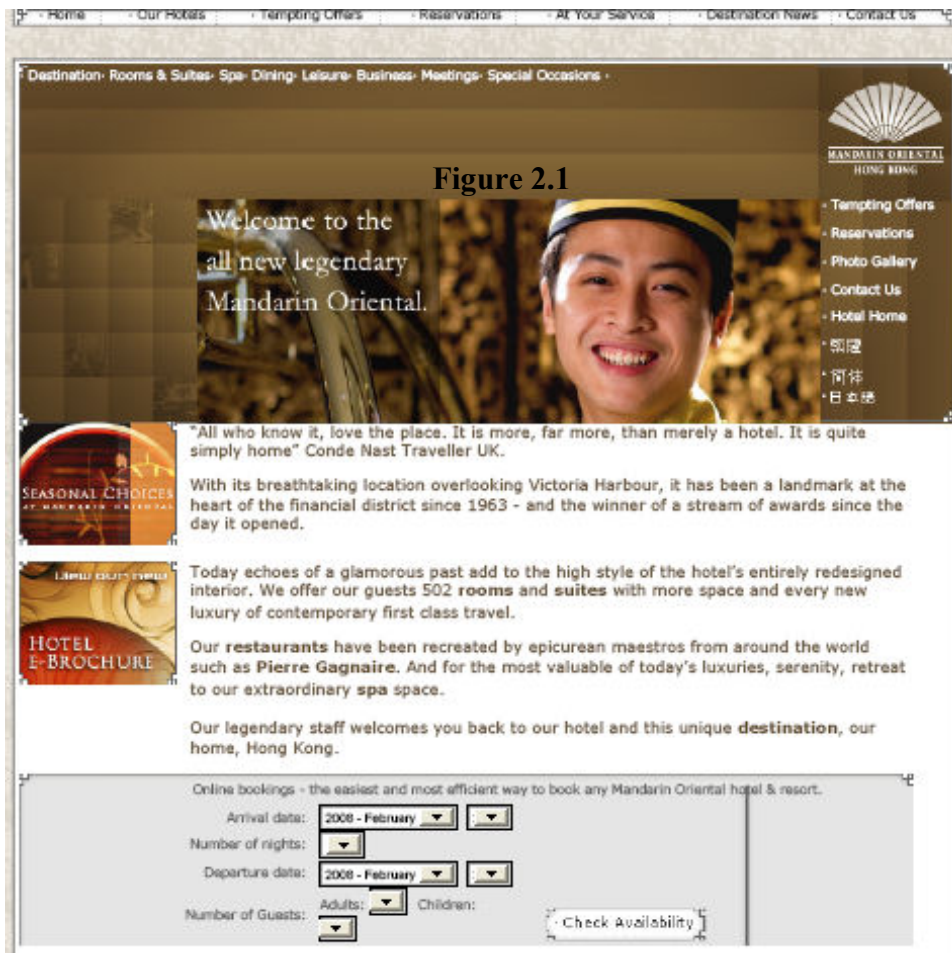 · Home · Our Hotels · Tempting Offers · Reservations · At Your Service · Destination News · Contact Us
Destination· Rooms & Suites· Spa· Dining· Leisure· Business· Meetings· Special Occasions ·
MANDARIN ORIENTAL
HONG KONG
Figure 2.1
Welcome to the
all new legendary
Mandarin Oriental.
· Tempting Offers
· Reservations
· Photo Gallery
· Contact Us
· Hotel Home
· 简体
· 日本語
SEASONAL CHOICES
AT MANDARIN ORIENTAL
"All who know it, love the place. It is more, far more, than merely a hotel. It is quite
simply home" Conde Nast Traveller UK.
With its breathtaking location overlooking Victoria Harbour, it has been a landmark at the
heart of the financial district since 1963 - and the winner of a stream of awards since the
day it opened.
View our new
HOTEL
E-BROCHURE
Today echoes of a glamorous past add to the high style of the hotel's entirely redesigned
interior. We offer our guests 502 rooms and suites with more space and every new
luxury of contemporary first class travel.
Our restaurants have been recreated by epicurean maestros from around the world
such as Pierre Gagnaire. And for the most valuable of today's luxuries, serenity, retreat
to our extraordinary spa space.
Our legendary staff welcomes you back to our hotel and this unique destination, our
home, Hong Kong.
Online bookings - the easiest and most efficient way to book any Mandarin Oriental hotel & resort.
Arrival date: 2008 - February
Number of nights:
Departure date: 2008 - February
Number of Guests: Adults: Children:
· Check Availability